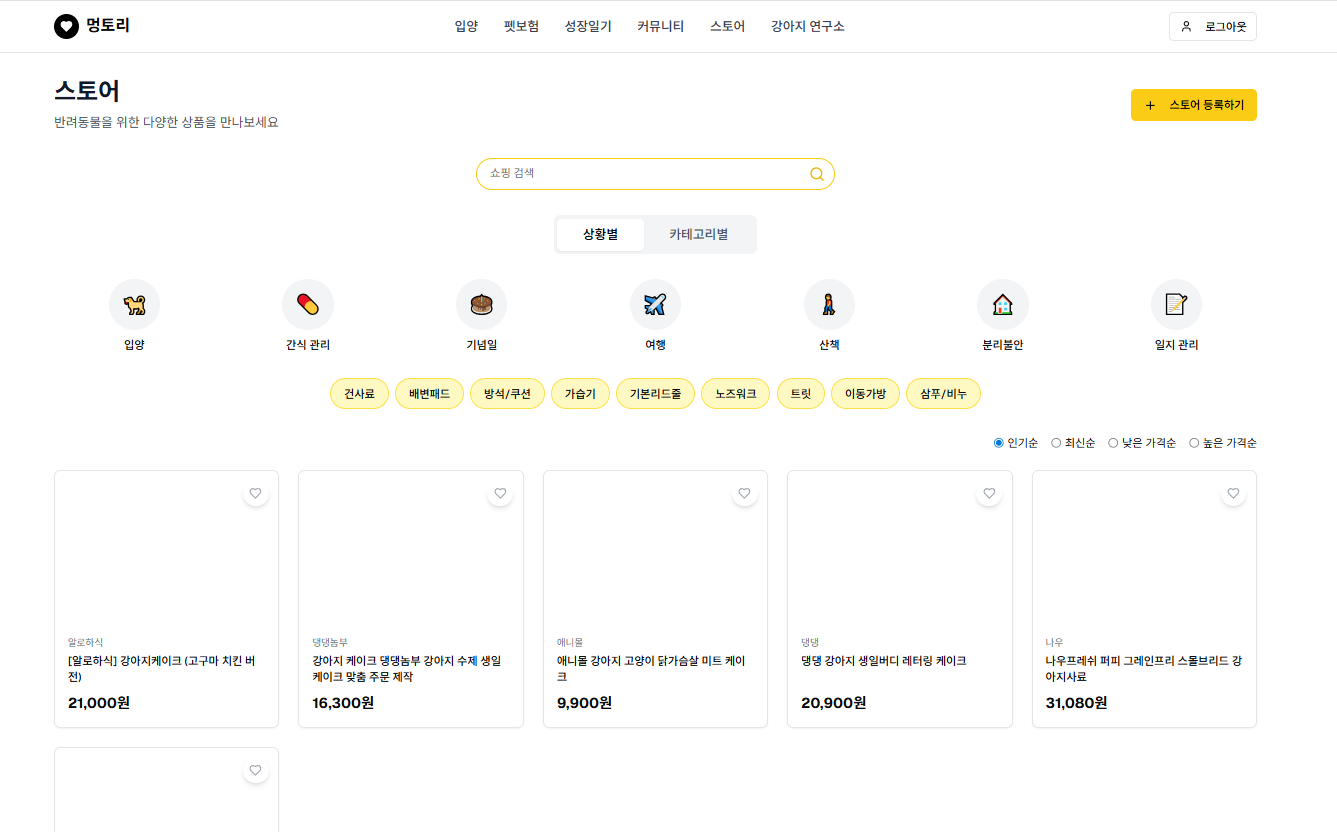 멍토리
입양 펫보험 성장일기 커뮤니티 스토어 강아지 연구소
로그아웃
스토어
반려동물을 위한 다양한 상품을 만나보세요
+ 스토어 등록하기
쇼핑 검색
상황별 카테고리별
입양 간식 관리 기념일 여행 산책 분리불안 일지 관리
건사료 배변패드 방석/쿠션 가습기 기본리드줄 노즈워크 트릿 이동가방 샴푸/비누
인기순 최신순 낮은 가격순 높은 가격순
알로하식
[알로하식] 강아지케이크 (고구마 치킨 버
전)
21,000원
댕댕놈부
강아지 케이크 댕댕놈부 강아지 수제 생일
케이크 맞춤 주문 제작
16,300원
애니몰
애니몰 강아지 고양이 닭가슴살 미트 케이
크
9,900원
댕댕
댕댕 강아지 생일버디 레터링 케이크
20,900원
나우
나우프레쉬 퍼피 그레인프리 스몰브리드 강
아지사료
31,080원